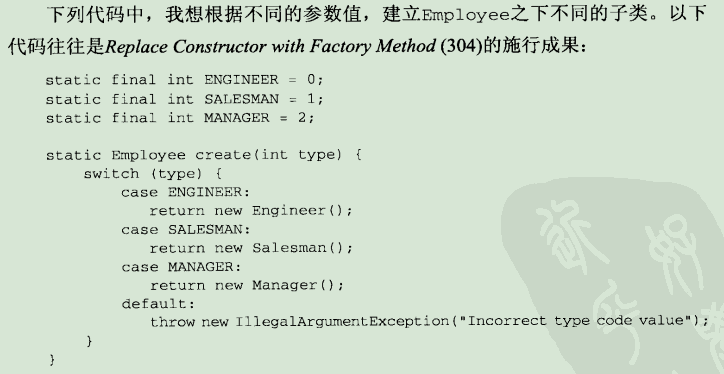 下列代码中，我想根据不同的参数值，建立Employee之下不同的子类。以下
代码往往是Replace Constructor with Factory Method (304)的施行成果：
static final int ENGINEER = 0;
static final int SALESMAN = 1;
static final int MANAGER = 2;
static Employee create(int type) {
switch (type) {
case ENGINEER:
return new Engineer();
case SALESMAN:
return new Salesman();
case MANAGER:
return new Manager();
default:
throw new IllegalArgumentException("Incorrect type code value");
}
}